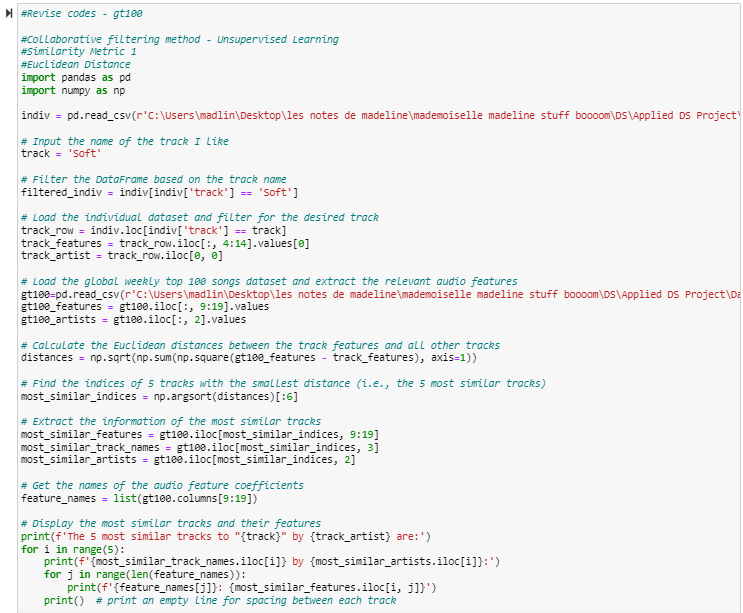 #Revise codes - gt100
#Collaborative filtering method - Unsupervised Learning
#Similarity Metric 1
#Euclidean Distance
import pandas as pd
import numpy as np
indiv = pd.read_csv(r'C:\Users\madlin\Desktop\les notes de madeline\mademoiselle madeline stuff boooom\DS\Applied DS Project\
# Input the name of the track I like
track = 'Soft'
# Filter the DataFrame based on the track name
filtered_indiv = indiv[indiv['track'] == 'Soft']
# Load the individual dataset and filter for the desired track
track_row = indiv.loc[indiv['track'] == track]
track_features = track_row.iloc[:, 4:14].values[0]
track_artist = track_row.iloc[0, 0]
# Load the global weekly top 100 songs dataset and extract the relevant audio features
gt100=pd.read_csv(r'C:\Users\madlin\Desktop\les notes de madeline\mademoiselle madeline stuff boooom\DS\Applied DS Project\Da
gt100_features = gt100.iloc[:, 9:19].values
gt100_artists = gt100.iloc[:, 2].values
# Calculate the Euclidean distances between the track features and all other tracks
distances = np.sqrt(np.sum(np.square(gt100_features - track_features), axis=1))
# Find the indices of 5 tracks with the smallest distance (i.e., the 5 most similar tracks)
most_similar_indices = np.argsort(distances)[:6]
# Extract the information of the most similar tracks
most_similar_features = gt100.iloc[most_similar_indices, 9:19]
most_similar_track_names = gt100.iloc[most_similar_indices, 3]
most_similar_artists = gt100.iloc[most_similar_indices, 2]
# Get the names of the audio feature coefficients
feature_names = list(gt100.columns[9:19])
# Display the most similar tracks and their features
print(f'The 5 most similar tracks to "{track}" by {track_artist} are:')
for i in range(5):
    print(f'{most_similar_track_names.iloc[i]} by {most_similar_artists.iloc[i]}:')
    for j in range(len(feature_names)):
        print(f'{feature_names[j]}: {most_similar_features.iloc[i, j]}')
    print()  # print an empty line for spacing between each track